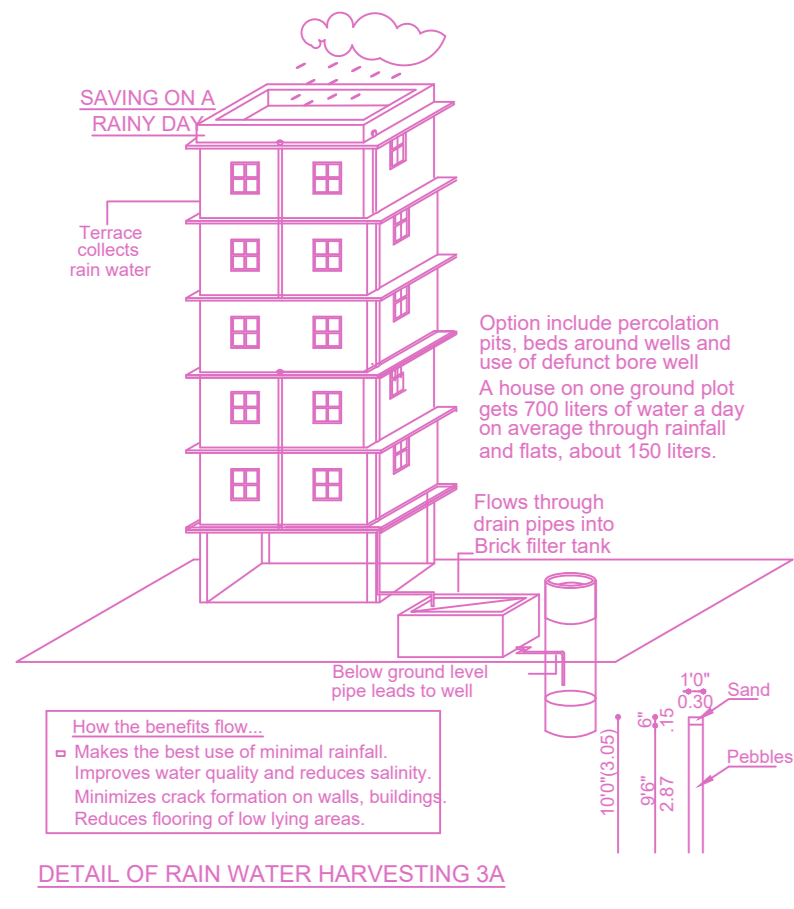 SAVING ON A
RAINY DAY
Terrace
collects
rain water
Option include percolation
pits, beds around wells and
use of defunct bore well
A house on one ground plot
gets 700 liters of water a day
on average through rainfall
and flats, about 150 liters.
Flows through
drain pipes into
Brick filter tank
Below ground level
pipe leads to well
1'0"
0.30
Sand
6"
.15
Pebbles
10'0"(3.05)
9'6"
2.87
How the benefits flow...
Makes the best use of minimal rainfall.
Improves water quality and reduces salinity.
Minimizes crack formation on walls, buildings.
Reduces flooring of low lying areas.
DETAIL OF RAIN WATER HARVESTING 3A